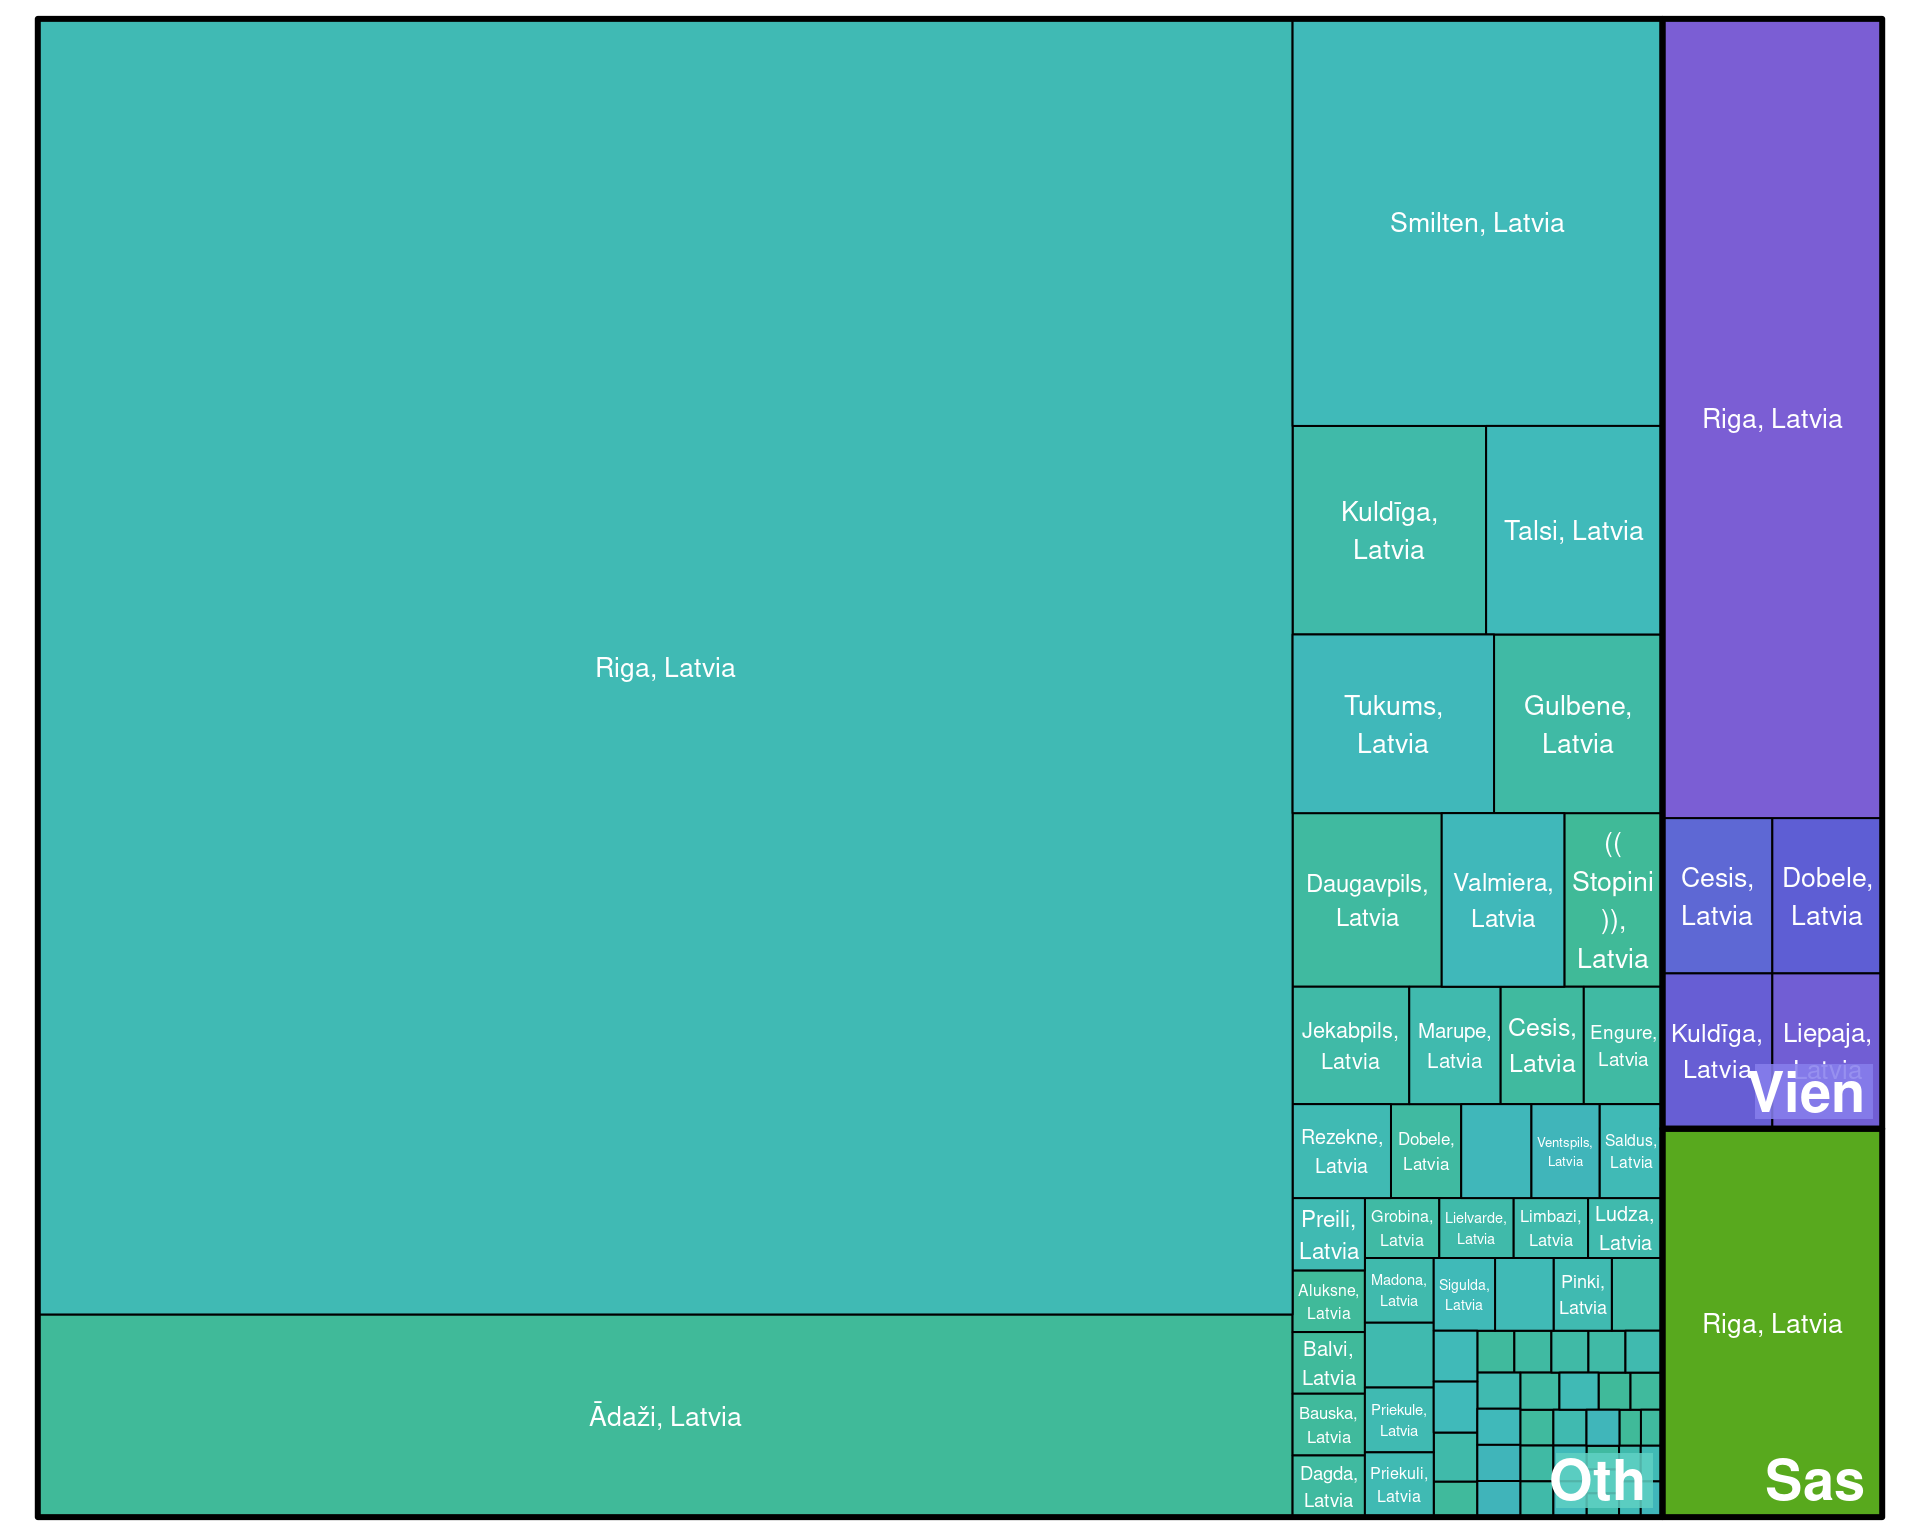 Riga, Latvia
Ādaži, Latvia
Smilten, Latvia
Kuldīga,
Latvia
Talsi, Latvia
Tukums,
Latvia
Gulbene,
Latvia
Daugavpils,
Latvia
Valmiera,
Latvia
((
Stopini
)),
Latvia
Jekabpils,
Latvia
Marupe,
Latvia
Cesis,
Latvia
Engure,
Latvia
Rezekne,
Latvia
Dobele,
Latvia
Ventspils,
Latvia
Saldus,
Latvia
Preili,
Latvia
Grobina,
Latvia
Lielvarde,
Latvia
Limbazi,
Latvia
Ludza,
Latvia
Aluksne,
Latvia
Madona,
Latvia
Sigulda,
Latvia
Pinki,
Latvia
Balvi,
Latvia
Bauska,
Latvia
Priekule,
Latvia
Dagda,
Latvia
Priekuli,
Latvia
Oth
Riga, Latvia
Cesis,
Latvia
Dobele,
Latvia
Kuldīga,
Latvia
Liepaja,
Latvia
Vien
Riga, Latvia
Sas